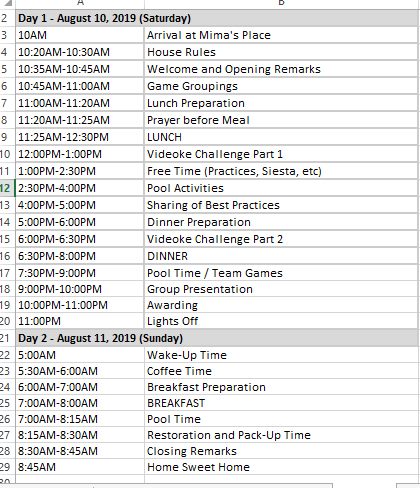 A B
2 Day 1 - August 10, 2019 (Saturday)
3 10AM Arrival at Mima's Place
4 10:20AM-10:30AM House Rules
5 10:35AM-10:45AM Welcome and Opening Remarks
6 10:45AM-11:00AM Game Groupings
7 11:00AM-11:20AM Lunch Preparation
8 11:20AM-11:25AM Prayer before Meal
9 11:25AM-12:30PM LUNCH
10 12:00PM-1:00PM Videoke Challenge Part 1
11 1:00PM-2:30PM Free Time (Practices, Siesta, etc)
12 2:30PM-4:00PM Pool Activities
13 4:00PM-5:00PM Sharing of Best Practices
14 5:00PM-6:00PM Dinner Preparation
15 6:00PM-6:30PM Videoke Challenge Part 2
16 6:30PM-8:00PM DINNER
17 7:30PM-9:00PM Pool Time / Team Games
18 9:00PM-10:00PM Group Presentation
19 10:00PM-11:00PM Awarding
20 11:00PM Lights Off
21 Day 2 - August 11, 2019 (Sunday)
22 5:00AM Wake-Up Time
23 5:30AM-6:00AM Coffee Time
24 6:00AM-7:00AM Breakfast Preparation
25 7:00AM-8:00AM BREAKFAST
26 7:00AM-8:15AM Pool Time
27 8:15AM-8:30AM Restoration and Pack-Up Time
28 8:30AM-8:45AM Closing Remarks
29 8:45AM Home Sweet Home